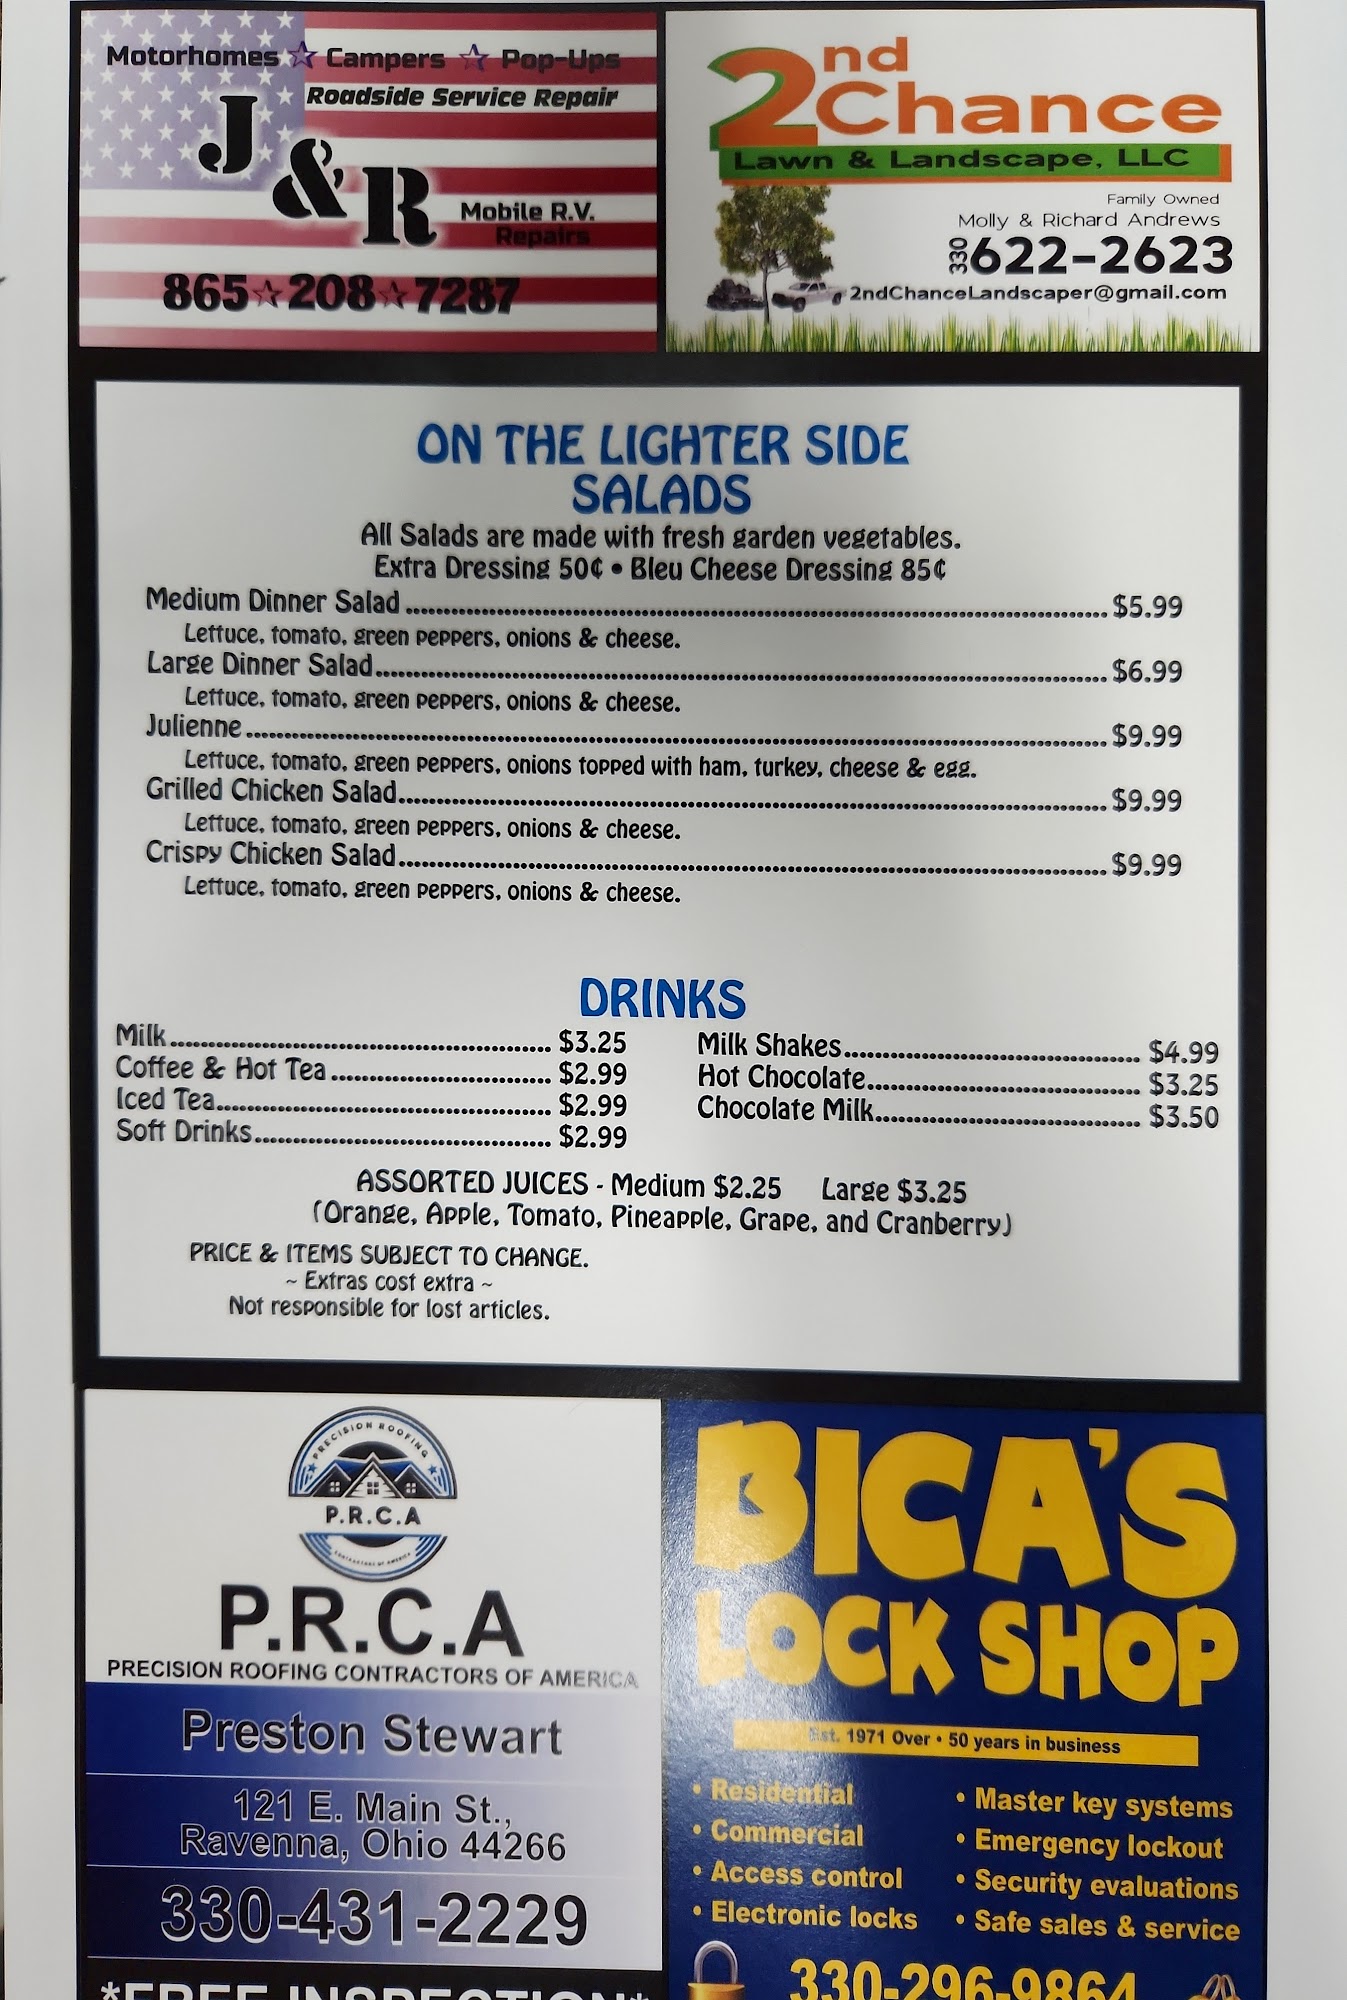 Motorhomes ☆ Campers ☆ Pop-Ups
Roadside Service Repair
J & R
Mobile R.V.
Repairs
865☆208☆7287
2nd Chance
Lawn & Landscape, LLC
Family Owned
Molly & Richard Andrews
330 622-2623
2ndChanceLandscaper@gmail.com
ON THE LIGHTER SIDE
SALADS
All Salads are made with fresh garden vegetables.
Extra Dressing 50¢ • Bleu Cheese Dressing 85¢
Medium Dinner Salad $5.99
Lettuce, tomato, green peppers, onions & cheese.
Large Dinner Salad $6.99
Lettuce, tomato, green peppers, onions & cheese.
Julienne $9.99
Lettuce, tomato, green peppers, onions topped with ham, turkey, cheese & egg.
Grilled Chicken Salad $9.99
Lettuce, tomato, green peppers, onions & cheese.
Crispy Chicken Salad $9.99
Lettuce, tomato, green peppers, onions & cheese.
DRINKS
Milk $3.25
Coffee & Hot Tea $2.99
Iced Tea $2.99
Soft Drinks $2.99
Milk Shakes $4.99
Hot Chocolate $3.25
Chocolate Milk $3.50
ASSORTED JUICES - Medium $2.25 Large $3.25
(Orange, Apple, Tomato, Pineapple, Grape, and Cranberry)
PRICE & ITEMS SUBJECT TO CHANGE.
~ Extras cost extra ~
Not responsible for lost articles.
PRECISION ROOFING
P.R.C.A
CONTRACTORS OF AMERICA
P.R.C.A
PRECISION ROOFING CONTRACTORS OF AMERICA
Preston Stewart
121 E. Main St.,
Ravenna, Ohio 44266
330-431-2229
*FREE INSPECTION*
BICA'S
LOCK SHOP
Est. 1971 Over • 50 years in business
• Residential
• Commercial
• Access control
• Electronic locks
• Master key systems
• Emergency lockout
• Security evaluations
• Safe sales & service
330-296-9864